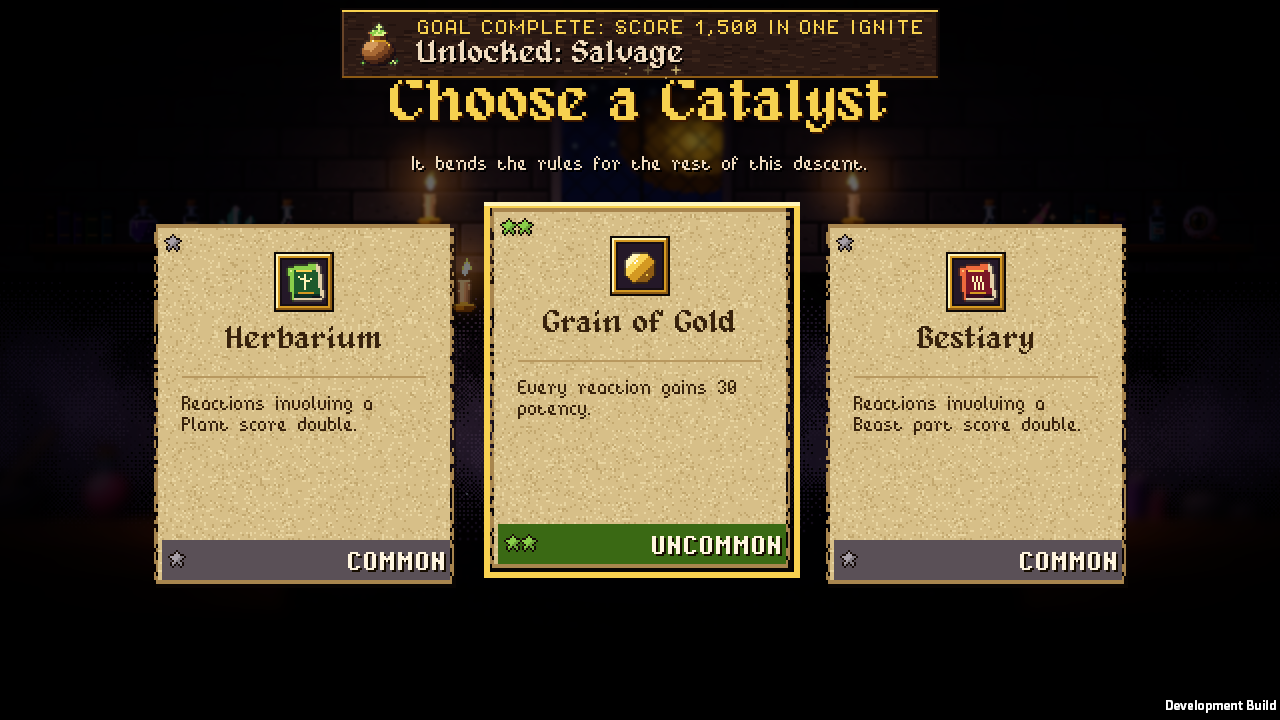 GOAL COMPLETE: SCORE 1,500 IN ONE IGNITE
Unlocked: Salvage
Choose a Catalyst
It bends the rules for the rest of this descent.
Herbarium
Reactions involving a
Plant score double.
COMMON
Grain of Gold
Every reaction gains 30
potency.
UNCOMMON
Bestiary
Reactions involving a
Beast part score double.
COMMON
Development Build